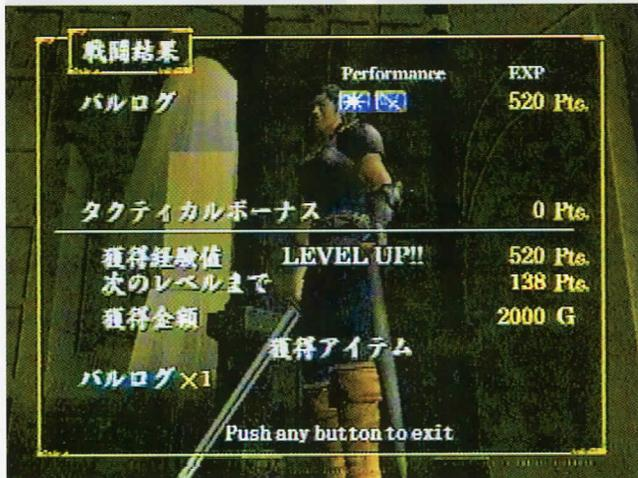 戦闘結果
Performance EXP
バルログ 520 Pts.
タクティカルボーナス 0 Pts.
獲得経験値 LEVEL UP!! 520 Pts.
次のレベルまで 138 Pts.
獲得金額 2000 G
獲得アイテム
バルログ×1
Push any button to exit